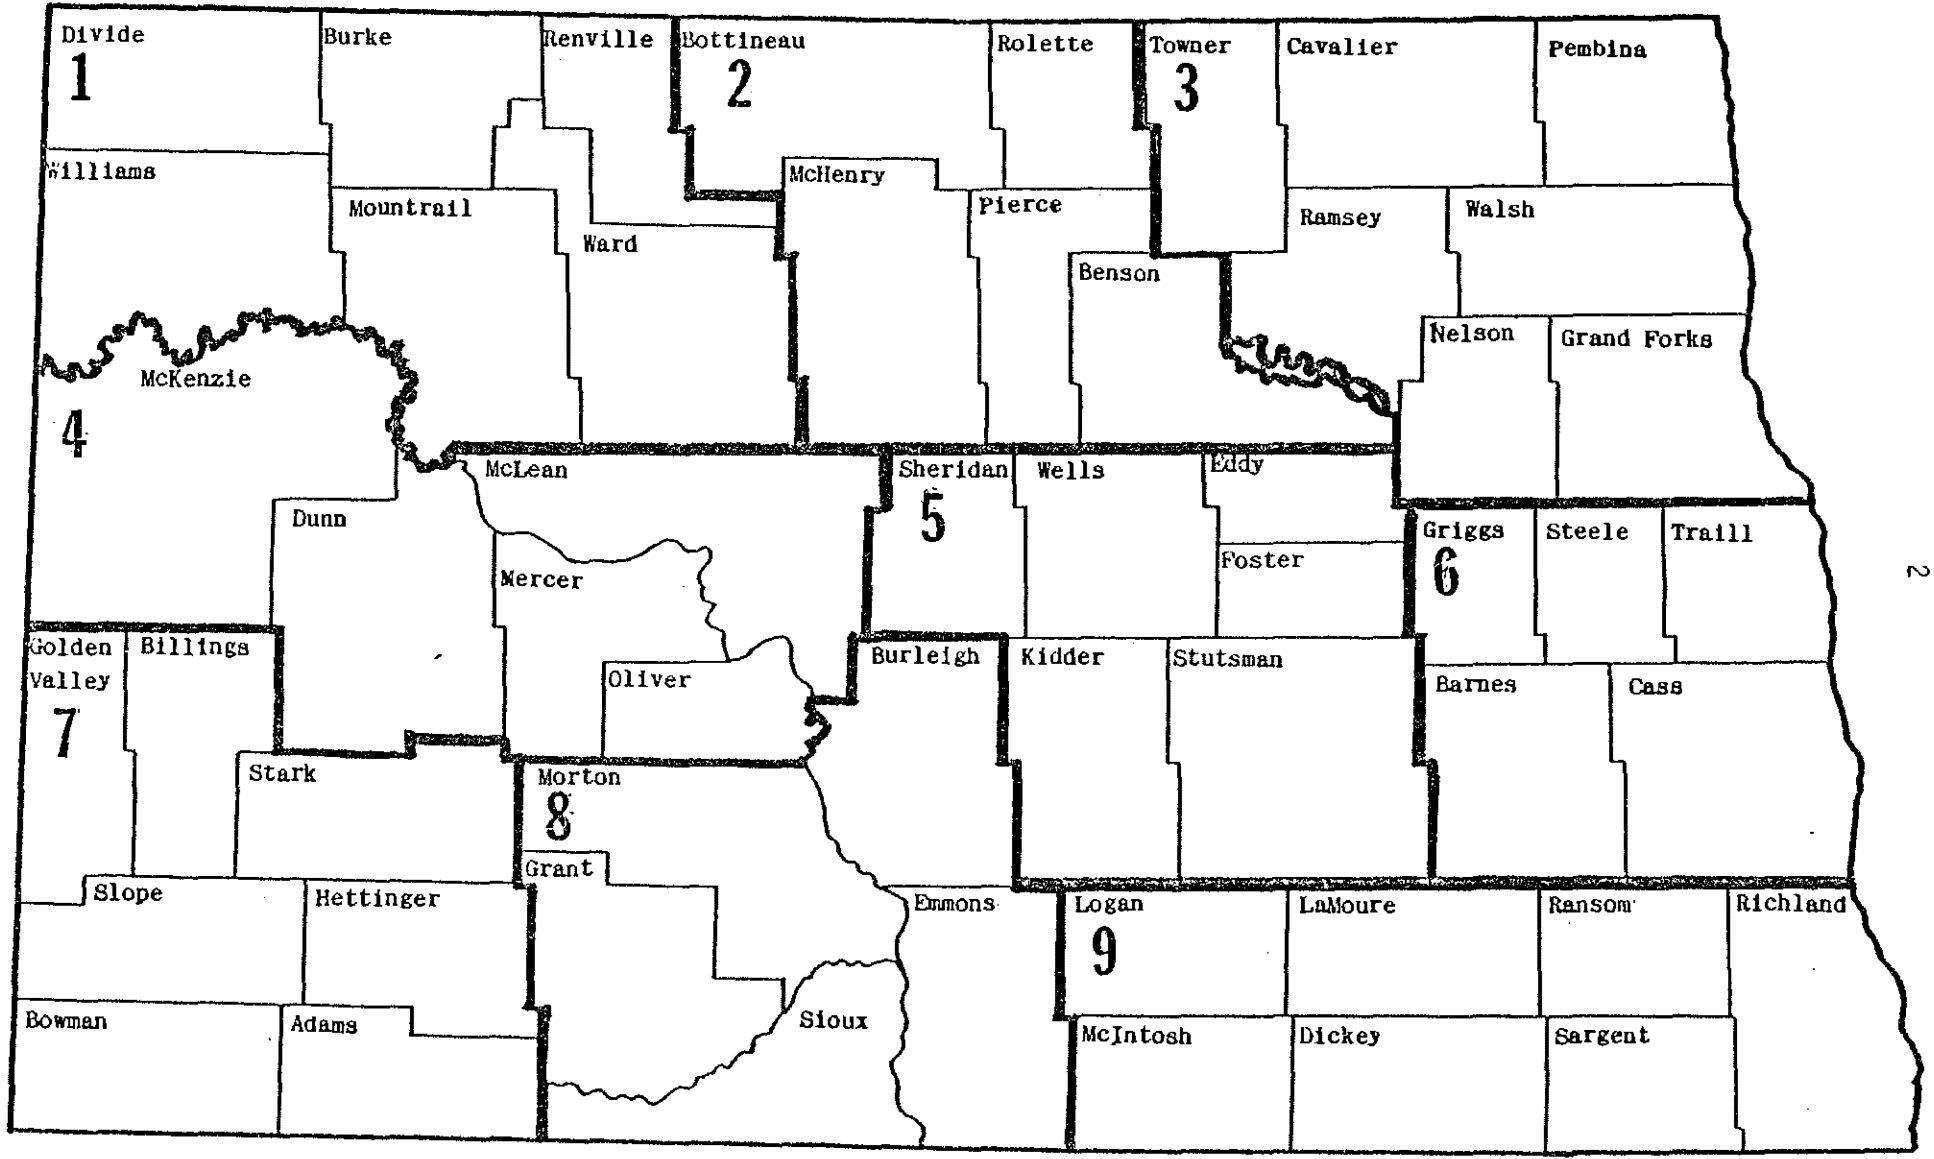 Divide
1
Burke
Renville
Bottineau
2
Rolette
Towner
3
Cavalier
Pembina
Williams
Mountrail
Ward
McHenry
Pierce
Benson
Ramsey
Walsh
Nelson
Grand Forks
McKenzie
4
McLean
Sheridan
5
Wells
Eddy
Foster
Griggs
6
Steele
Traill
2
Dunn
Mercer
Oliver
Golden
Valley
7
Billings
Burleigh
Kidder
Stutsman
Barnes
Cass
Stark
Morton
8
Grant
Slope
Hettinger
Emmons
Logan
9
LaMoure
Ransom
Richland
Bowman
Adams
Sioux
McIntosh
Dickey
Sargent